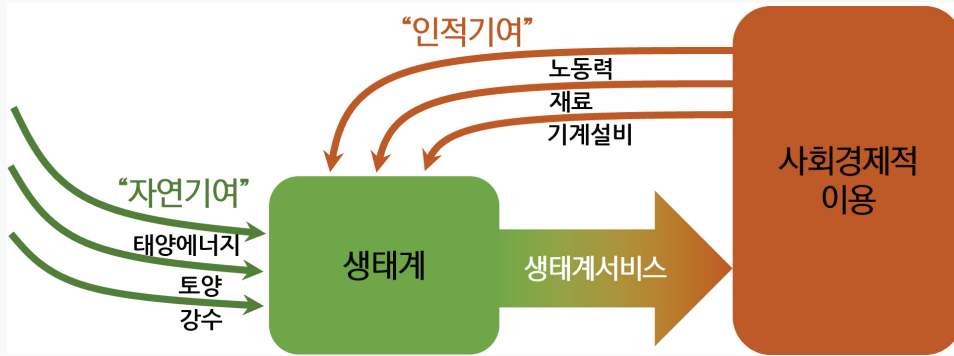 “인적기여”
노동력
재료
기계설비
“자연기여”
태양에너지
토양
강수
생태계
생태계서비스
사회경제적
이용